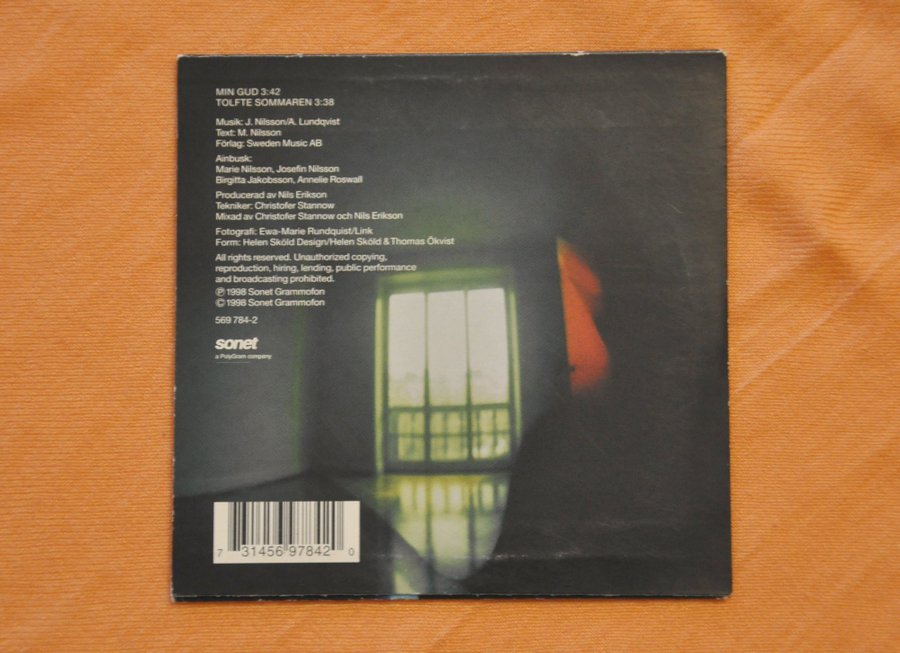 MIN GUD 3:42
TOLFTE SOMMAREN 3:38
Musik: J. Nilsson/A. Lundqvist
Text: M. Nilsson
Förlag: Sweden Music AB
Ainbusk:
Marie Nilsson, Josefin Nilsson
Birgitta Jakobsson, Annelie Roswall
Producerad av Nils Erikson
Tekniker: Christofer Stannow
Mixad av Christofer Stannow och Nils Erikson
Fotografi: Ewa-Marie Rundquist/Link
Form: Helen Sköld Design/Helen Sköld & Thomas Ökvist
All rights reserved. Unauthorized copying,
reproduction, hiring, lending, public performance
and broadcasting prohibited.
℗ 1998 Sonet Grammofon
© 1998 Sonet Grammofon
569 784-2
sonet
a PolyGram company
7 31456 97842 0